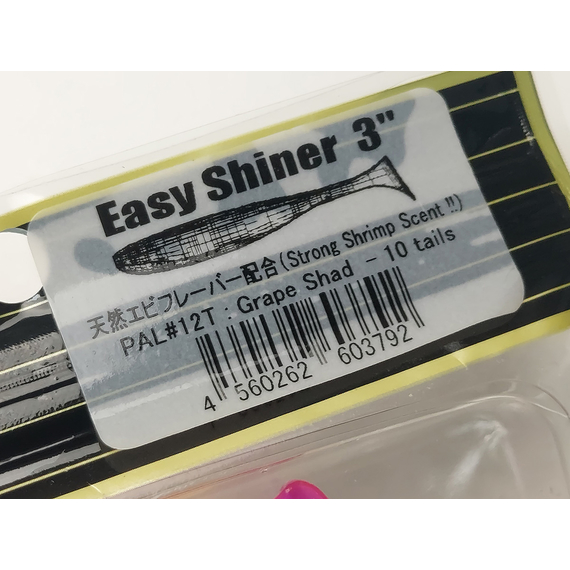 Easy Shiner 3"
天然エビフレーバー配合(Strong Shrimp Scent!!)
PAL#12T : Grape Shad - 10 tails
4 560262 603792